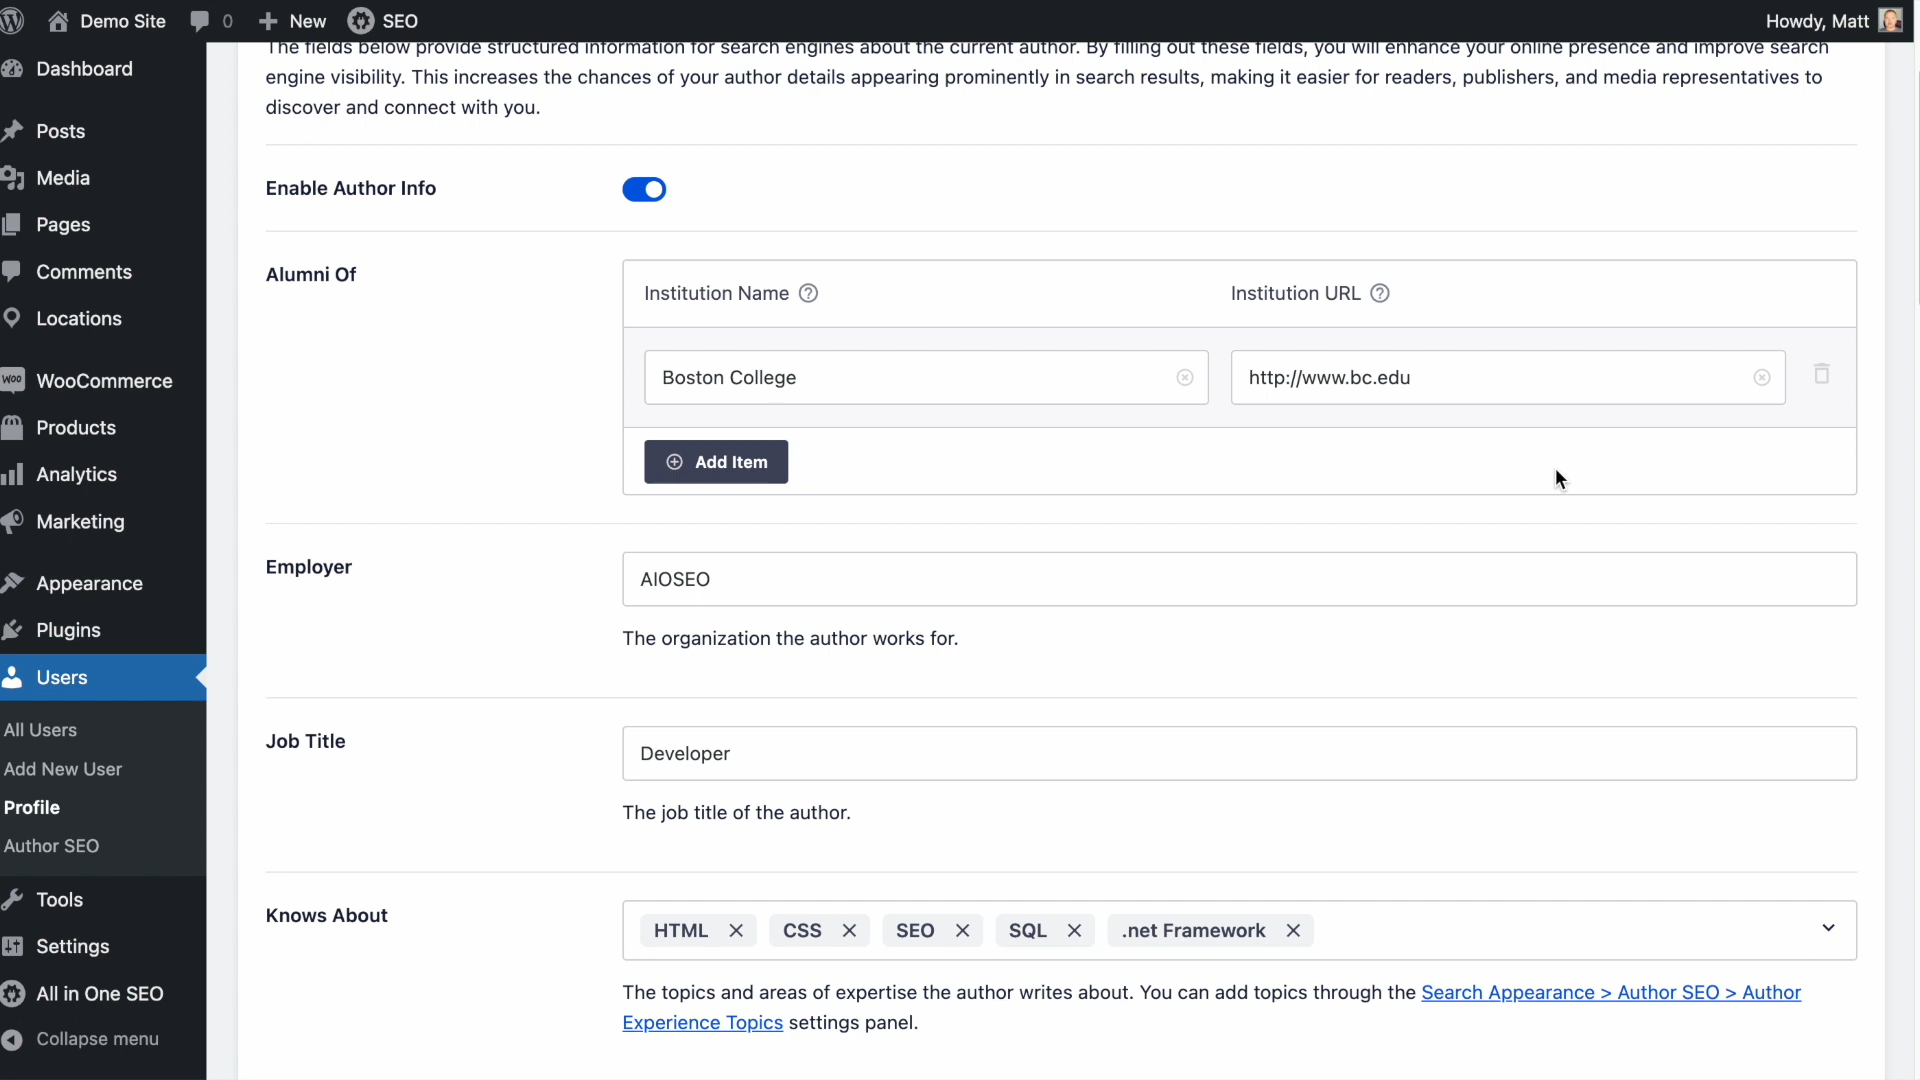 Demo Site
0
New
SEO
Howdy, Matt
Dashboard
Posts
Media
Pages
Comments
Locations
WOO
WooCommerce
Products
Analytics
Marketing
Appearance
Plugins
Users
All Users
Add New User
Profile
Author SEO
Tools
Settings
All in One SEO
Collapse menu
The fields below provide structured information for search engines about the current author. By filling out these fields, you will enhance your online presence and improve search
engine visibility. This increases the chances of your author details appearing prominently in search results, making it easier for readers, publishers, and media representatives to
discover and connect with you.
Enable Author Info
Alumni Of
Institution Name
Institution URL
Boston College
http://www.bc.edu
Add Item
Employer
AIOSEO
The organization the author works for.
Job Title
Developer
The job title of the author.
Knows About
HTML
CSS
SEO
SQL
.net Framework
The topics and areas of expertise the author writes about. You can add topics through the Search Appearance > Author SEO > Author
Experience Topics settings panel.